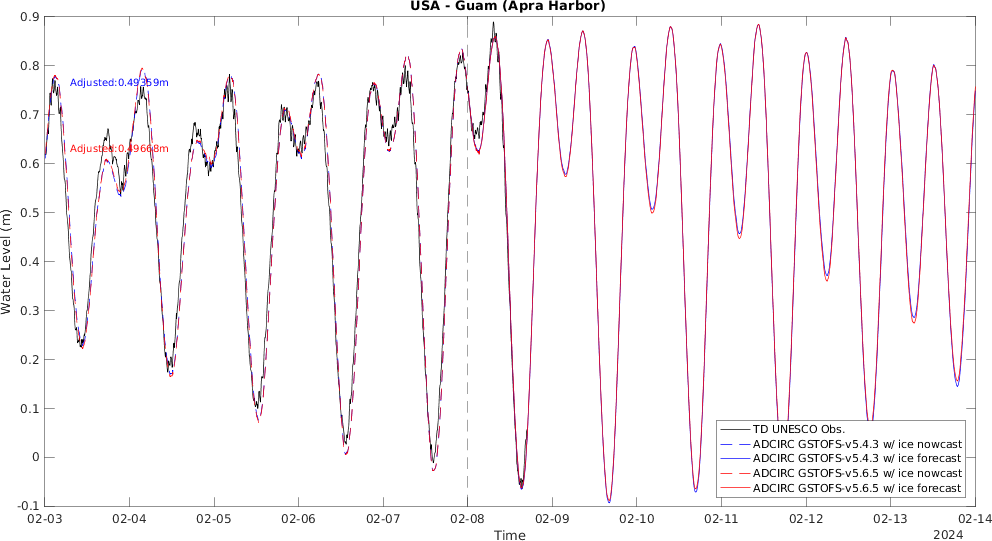 USA - Guam (Apra Harbor)
0.9
0.8
0.7
0.6
0.5
0.4
0.3
0.2
0.1
0
-0.1
Water Level (m)
Adjusted:0.49359m
Adjusted:0.49668m
TD UNESCO Obs.
ADCIRC GSTOFS-v5.4.3 w/ ice nowcast
ADCIRC GSTOFS-v5.4.3 w/ ice forecast
ADCIRC GSTOFS-v5.6.5 w/ ice nowcast
ADCIRC GSTOFS-v5.6.5 w/ ice forecast
02-03 02-04 02-05 02-06 02-07 02-08 02-09 02-10 02-11 02-12 02-13 02-14
Time
2024